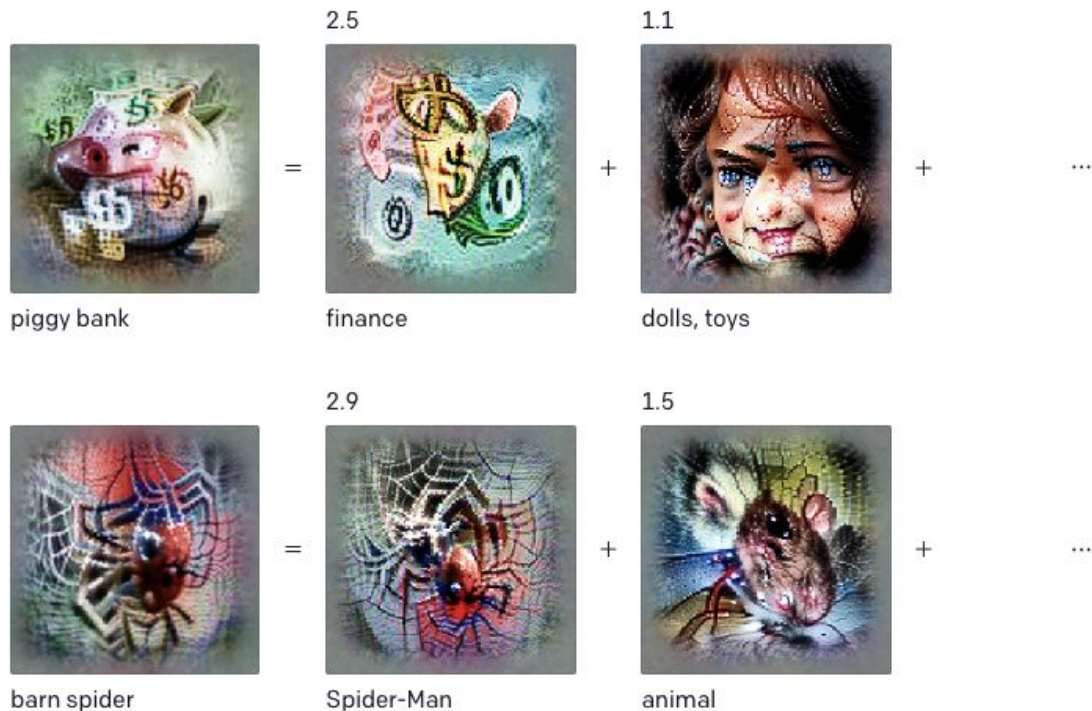 2.5 1.1
= + + ...
piggy bank finance dolls, toys
2.9 1.5
= + + ...
barn spider Spider-Man animal